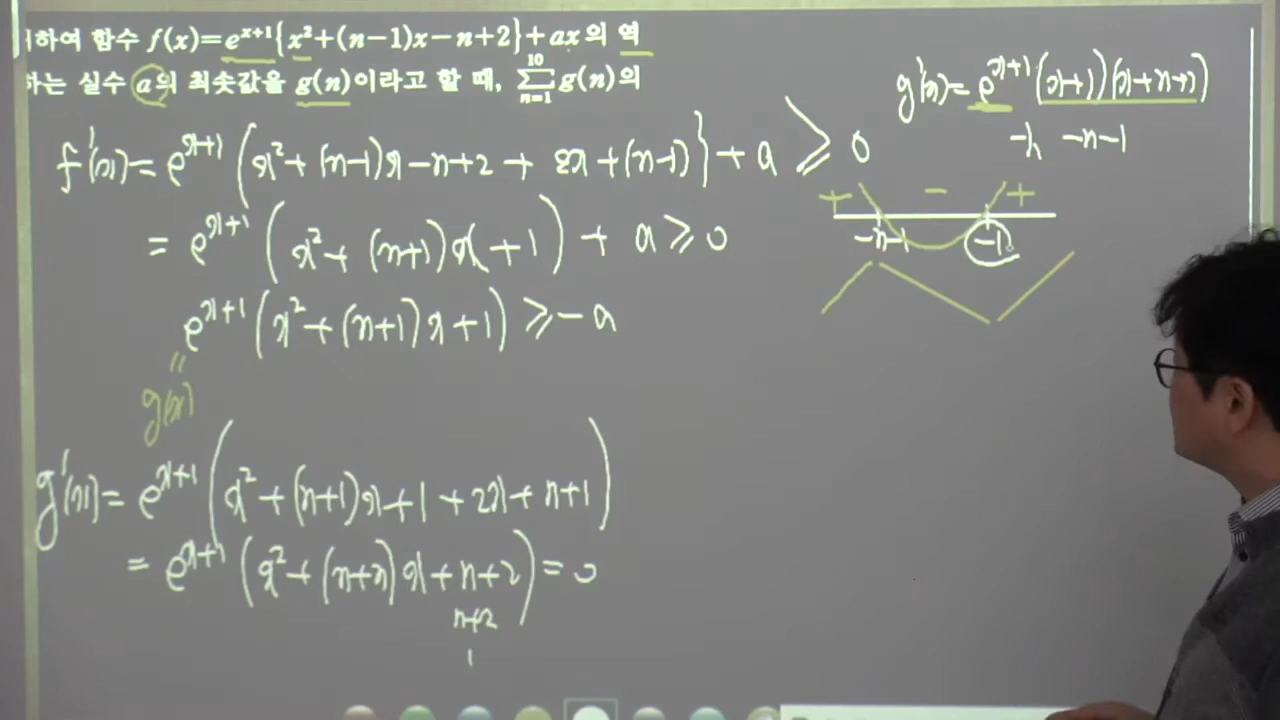 하여 함수 f(x)=e^{x+1}{x²+(n−1)x−n+2}+ax의 역
하는 실수 a의 최솟값을 g(n)이라고 할 때, \sum_{n=1}^{10} g(n)의
f'(x)=e^{x+1}(x²+(n-1)x-n+2+2x+(n-1)}+a≥0
=e^{x+1}(x²+(n+1)x+1)+a≥0
e^{x+1}(x²+(n+1)x+1)≥-a
"
g(x)
g'(x)=e^{x+1}(x²+(n+1)x+1+2x+n+1)
=e^{x+1}(x²+(n+2)x+n+2)=0
n+2
1
g'(x)=e^{x+1}(x+1)(x+n+1)
-1, -n-1
+ - +
-n-1 -1